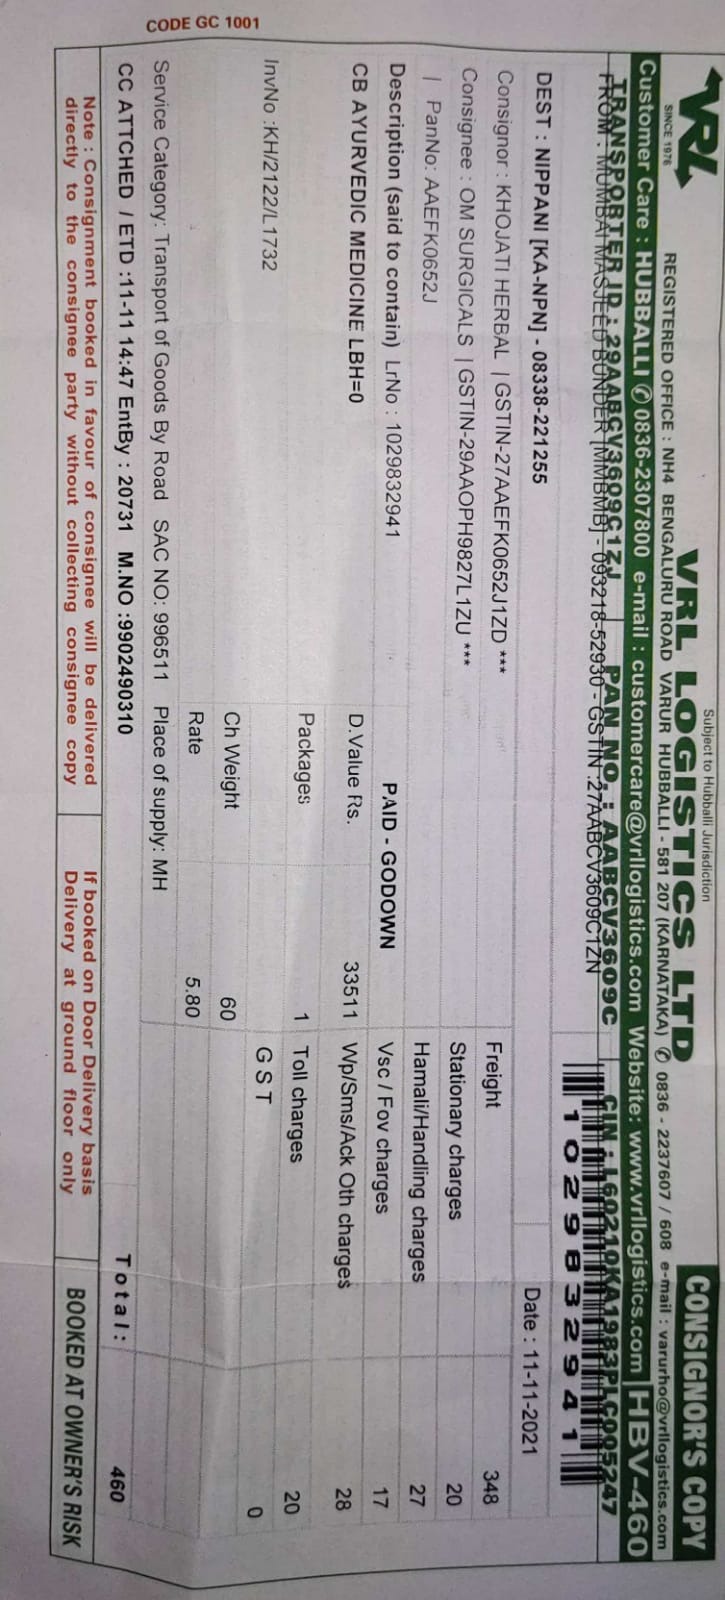 CODE GC 1001
Subject to Hubballi Jurisdiction
VRL
SINCE 1976
VRL LOGISTICS LTD
CONSIGNOR'S COPY
REGISTERED OFFICE : NH4 BENGALURU ROAD VARUR HUBBALLI - 581 207 (KARNATAKA) ✆ 0836 - 2237607 / 608 e-mail : varurho@vrllogistics.com
Customer Care : HUBBALLI ✆ 0836-2307800 e-mail : customercare@vrllogistics.com Website: www.vrllogistics.com HBV-460
TRANSPORTER ID : 29AABCV3609C1ZJ PAN NO. : AABCV3609C CIN : L60210KA1983PLC005247
FROM : MUMBAI MASJEED BUNDER [MMBMB] - 093218-52930 - GSTIN :27AABCV3609C1ZN
1029832941
DEST : NIPPANI [KA-NPN] - 08338-221255
Date : 11-11-2021
Consignor : KHOJATI HERBAL | GSTIN-27AAEFK0652J1ZD ***
Freight 348
Consignee : OM SURGICALS | GSTIN-29AAOPH9827L1ZU ***
Stationary charges 20
| PanNo: AAEFK0652J
Hamali/Handling charges 27
Description (said to contain) LrNo : 1029832941 PAID - GODOWN
Vsc / Fov charges 17
CB AYURVEDIC MEDICINE LBH=0 D.Value Rs. 33511
Wp/Sms/Ack Oth charges 28
Packages 1 Toll charges 20
InvNo :KH/2122/L1732
G S T 0
Ch Weight 60
Rate 5.80
Service Category: Transport of Goods By Road SAC NO: 996511 Place of supply: MH
CC ATTCHED / ETD :11-11 14:47 EntBy : 20731 M.NO :9902490310
Total: 460
Note : Consignment booked in favour of consignee will be delivered
directly to the consignee party without collecting consignee copy
If booked on Door Delivery basis
Delivery at ground floor only
BOOKED AT OWNER'S RISK